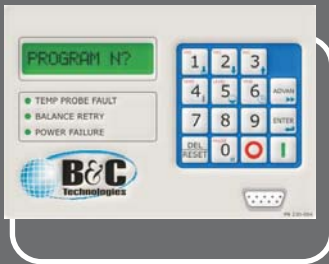 PROGRAM N?
TEMP PROBE FAULT
BALANCE RETRY
POWER FAILURE
B&C
Technologies
1 2 3
4 5 6 ADVAN
7 8 9 ENTER
DEL
RESET
0 O I